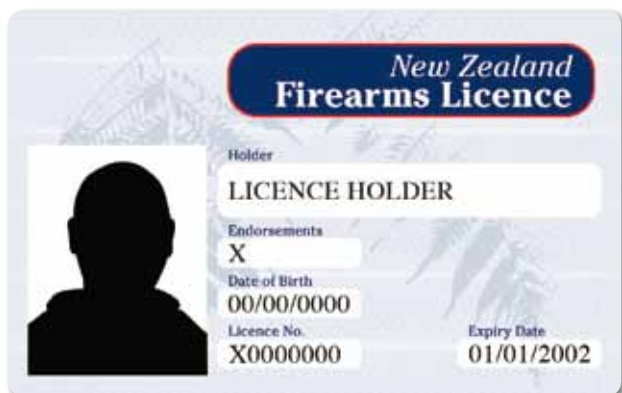 New Zealand
Firearms Licence
Holder
LICENCE HOLDER
Endorsements
X
Date of Birth
00/00/0000
Licence No.
X0000000
Expiry Date
01/01/2002